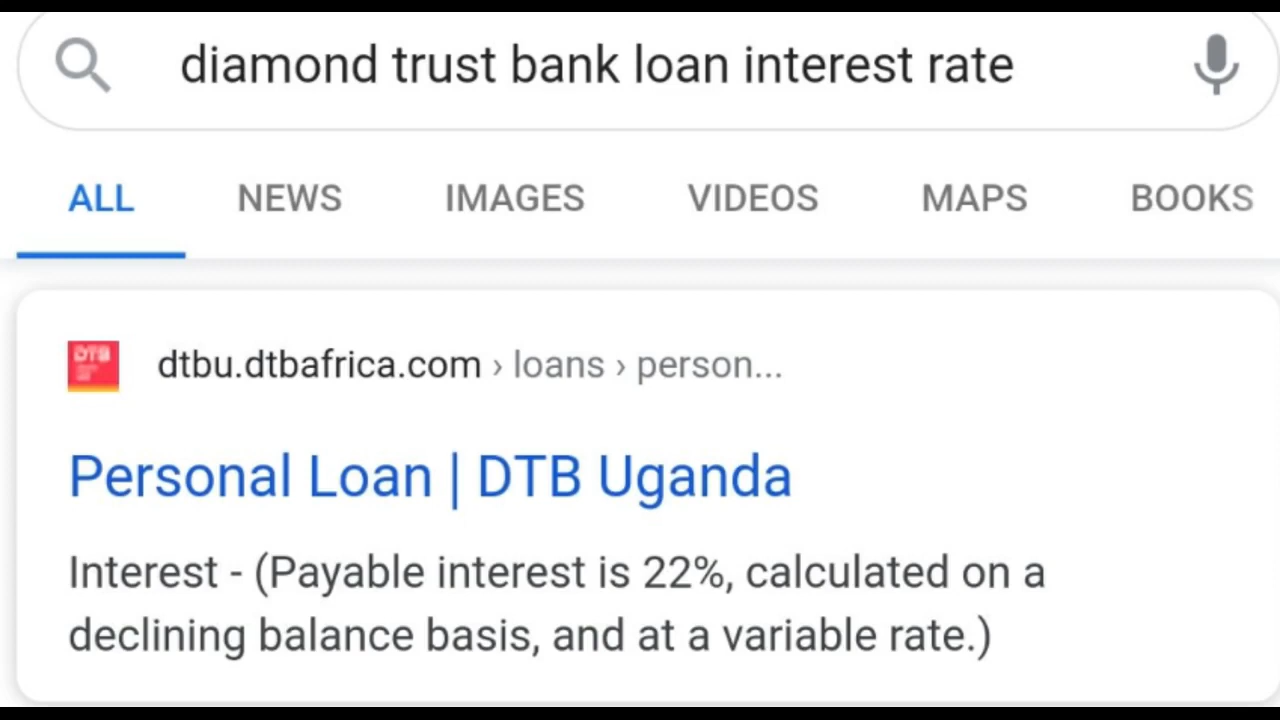 diamond trust bank loan interest rate
ALL NEWS IMAGES VIDEOS MAPS BOOKS
DTB
dtbu.dtbafrica.com › loans › person...
Personal Loan | DTB Uganda
Interest - (Payable interest is 22%, calculated on a
declining balance basis, and at a variable rate.)